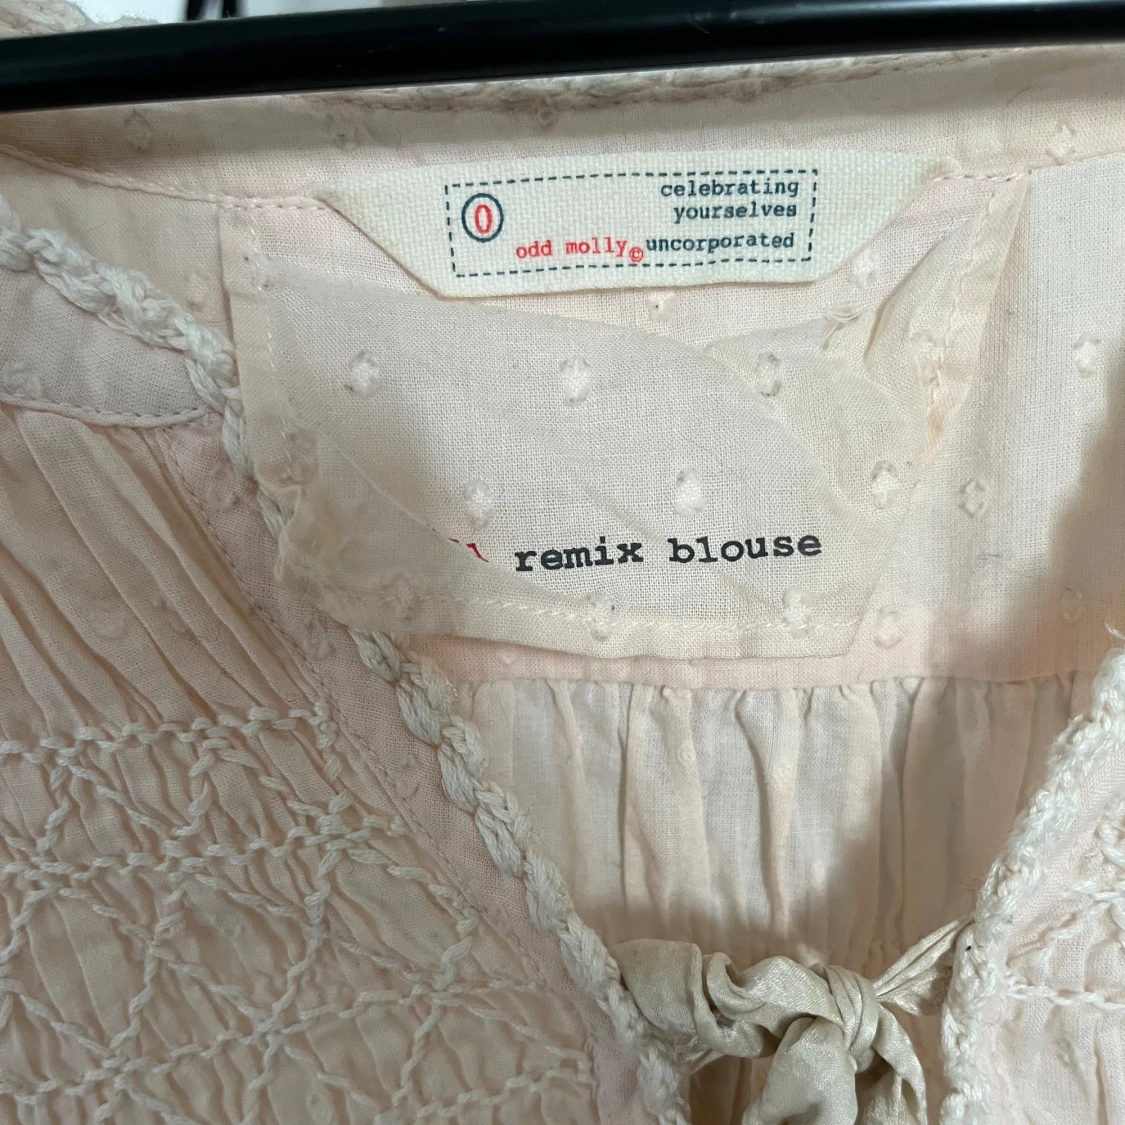 0 celebrating
yourselves
odd molly© uncorporated
remix blouse